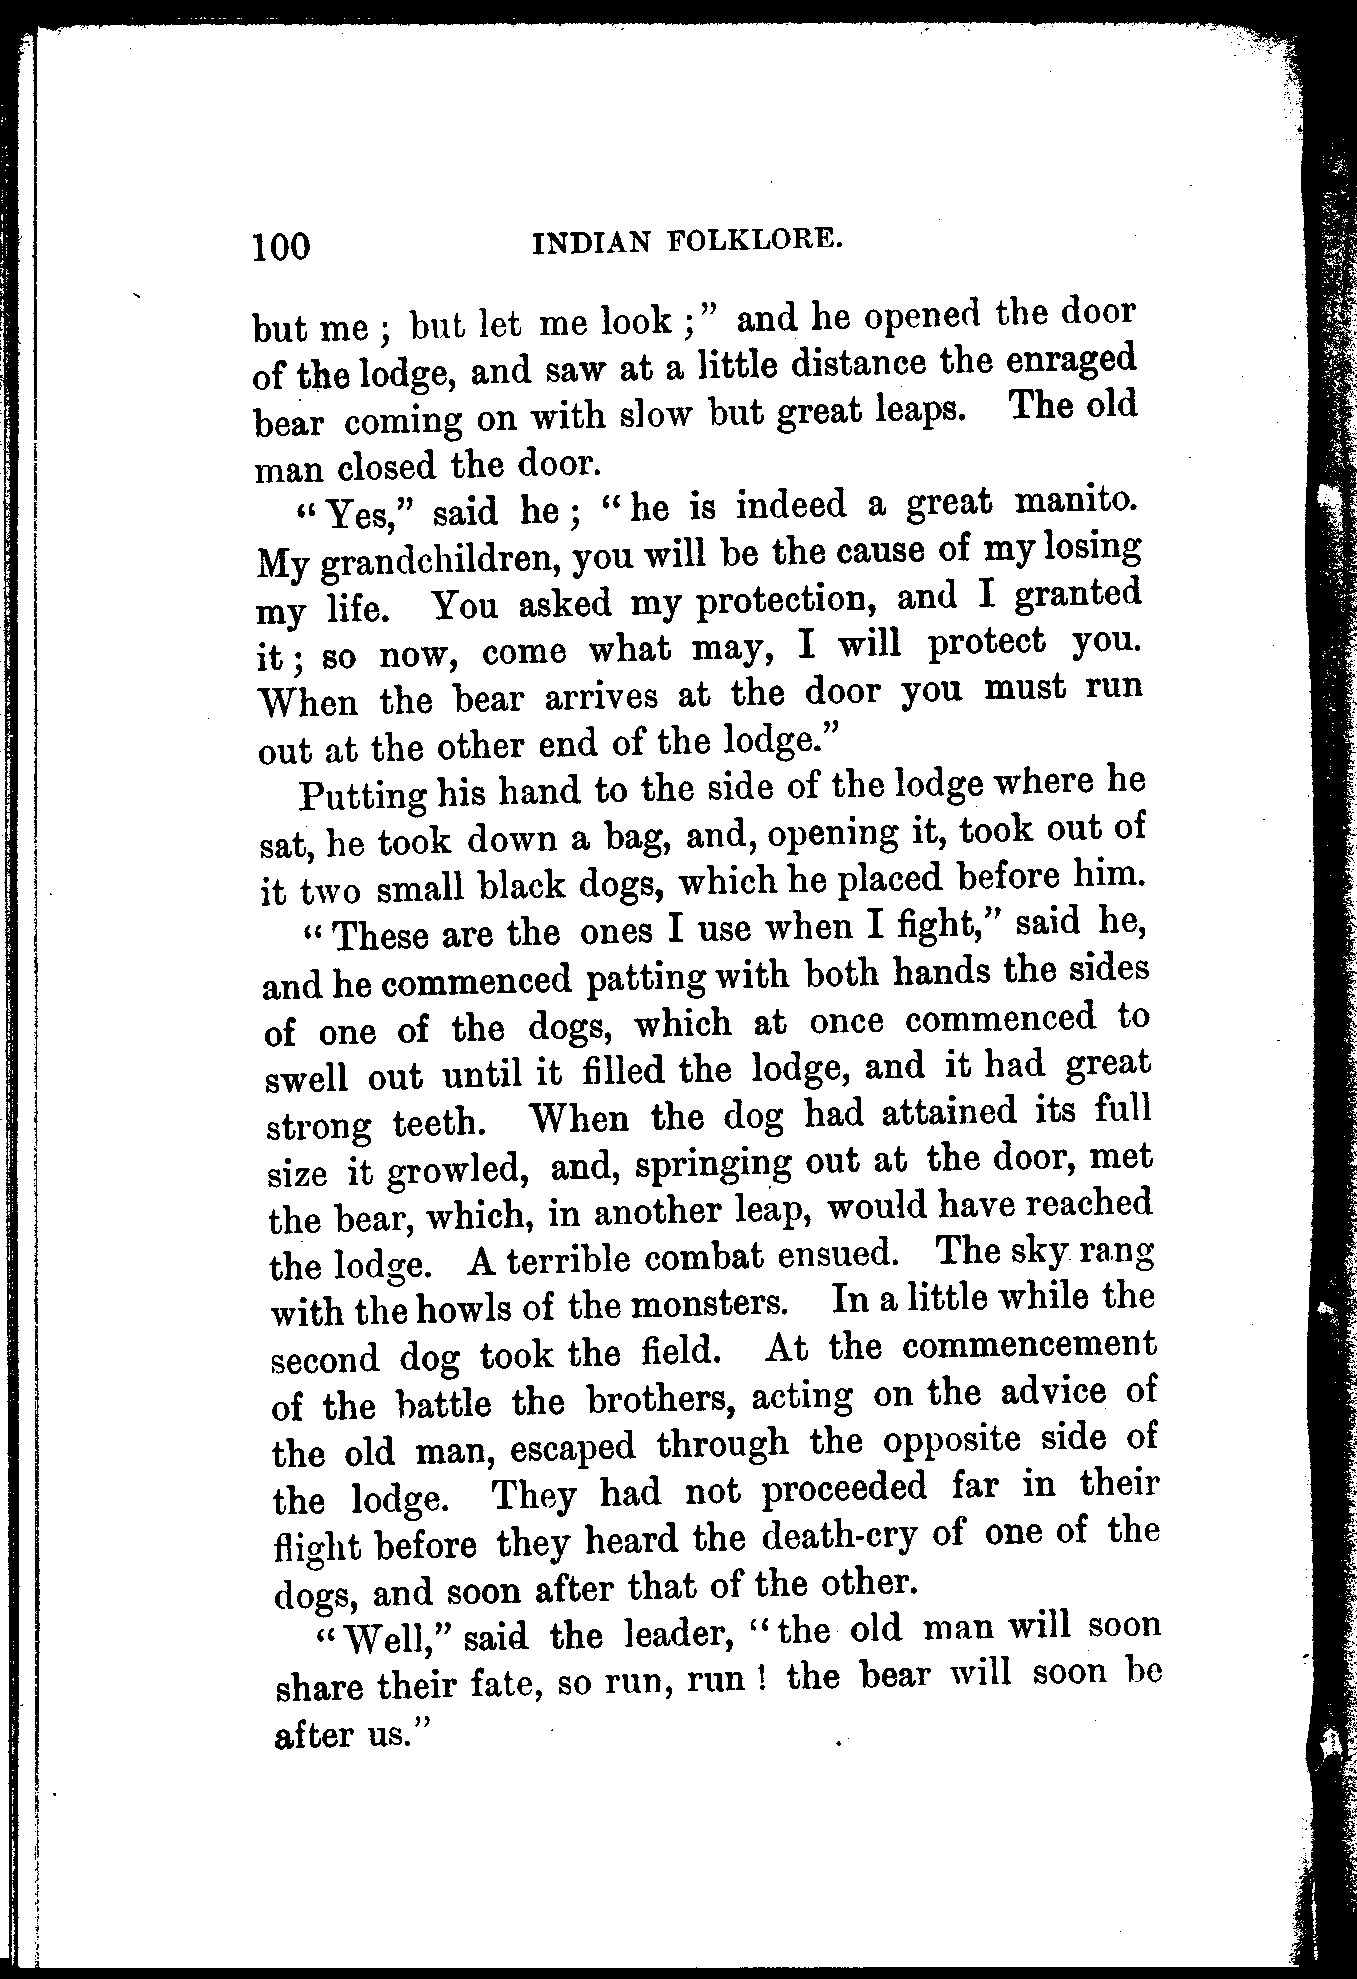 100 INDIAN FOLKLORE.
but me ; but let me look ;” and he opened the door
of the lodge, and saw at a little distance the enraged
bear coming on with slow but great leaps. The old
man closed the door.
“ Yes,” said he ; “ he is indeed a great manito.
My grandchildren, you will be the cause of my losing
my life. You asked my protection, and I granted
it ; so now, come what may, I will protect you.
When the bear arrives at the door you must run
out at the other end of the lodge.”
Putting his hand to the side of the lodge where he
sat, he took down a bag, and, opening it, took out of
it two small black dogs, which he placed before him.
“ These are the ones I use when I fight,” said he,
and he commenced patting with both hands the sides
of one of the dogs, which at once commenced to
swell out until it filled the lodge, and it had great
strong teeth. When the dog had attained its full
size it growled, and, springing out at the door, met
the bear, which, in another leap, would have reached
the lodge. A terrible combat ensued. The sky rang
with the howls of the monsters. In a little while the
second dog took the field. At the commencement
of the battle the brothers, acting on the advice of
the old man, escaped through the opposite side of
the lodge. They had not proceeded far in their
flight before they heard the death-cry of one of the
dogs, and soon after that of the other.
“ Well,” said the leader, “ the old man will soon
share their fate, so run, run ! the bear will soon be
after us.”